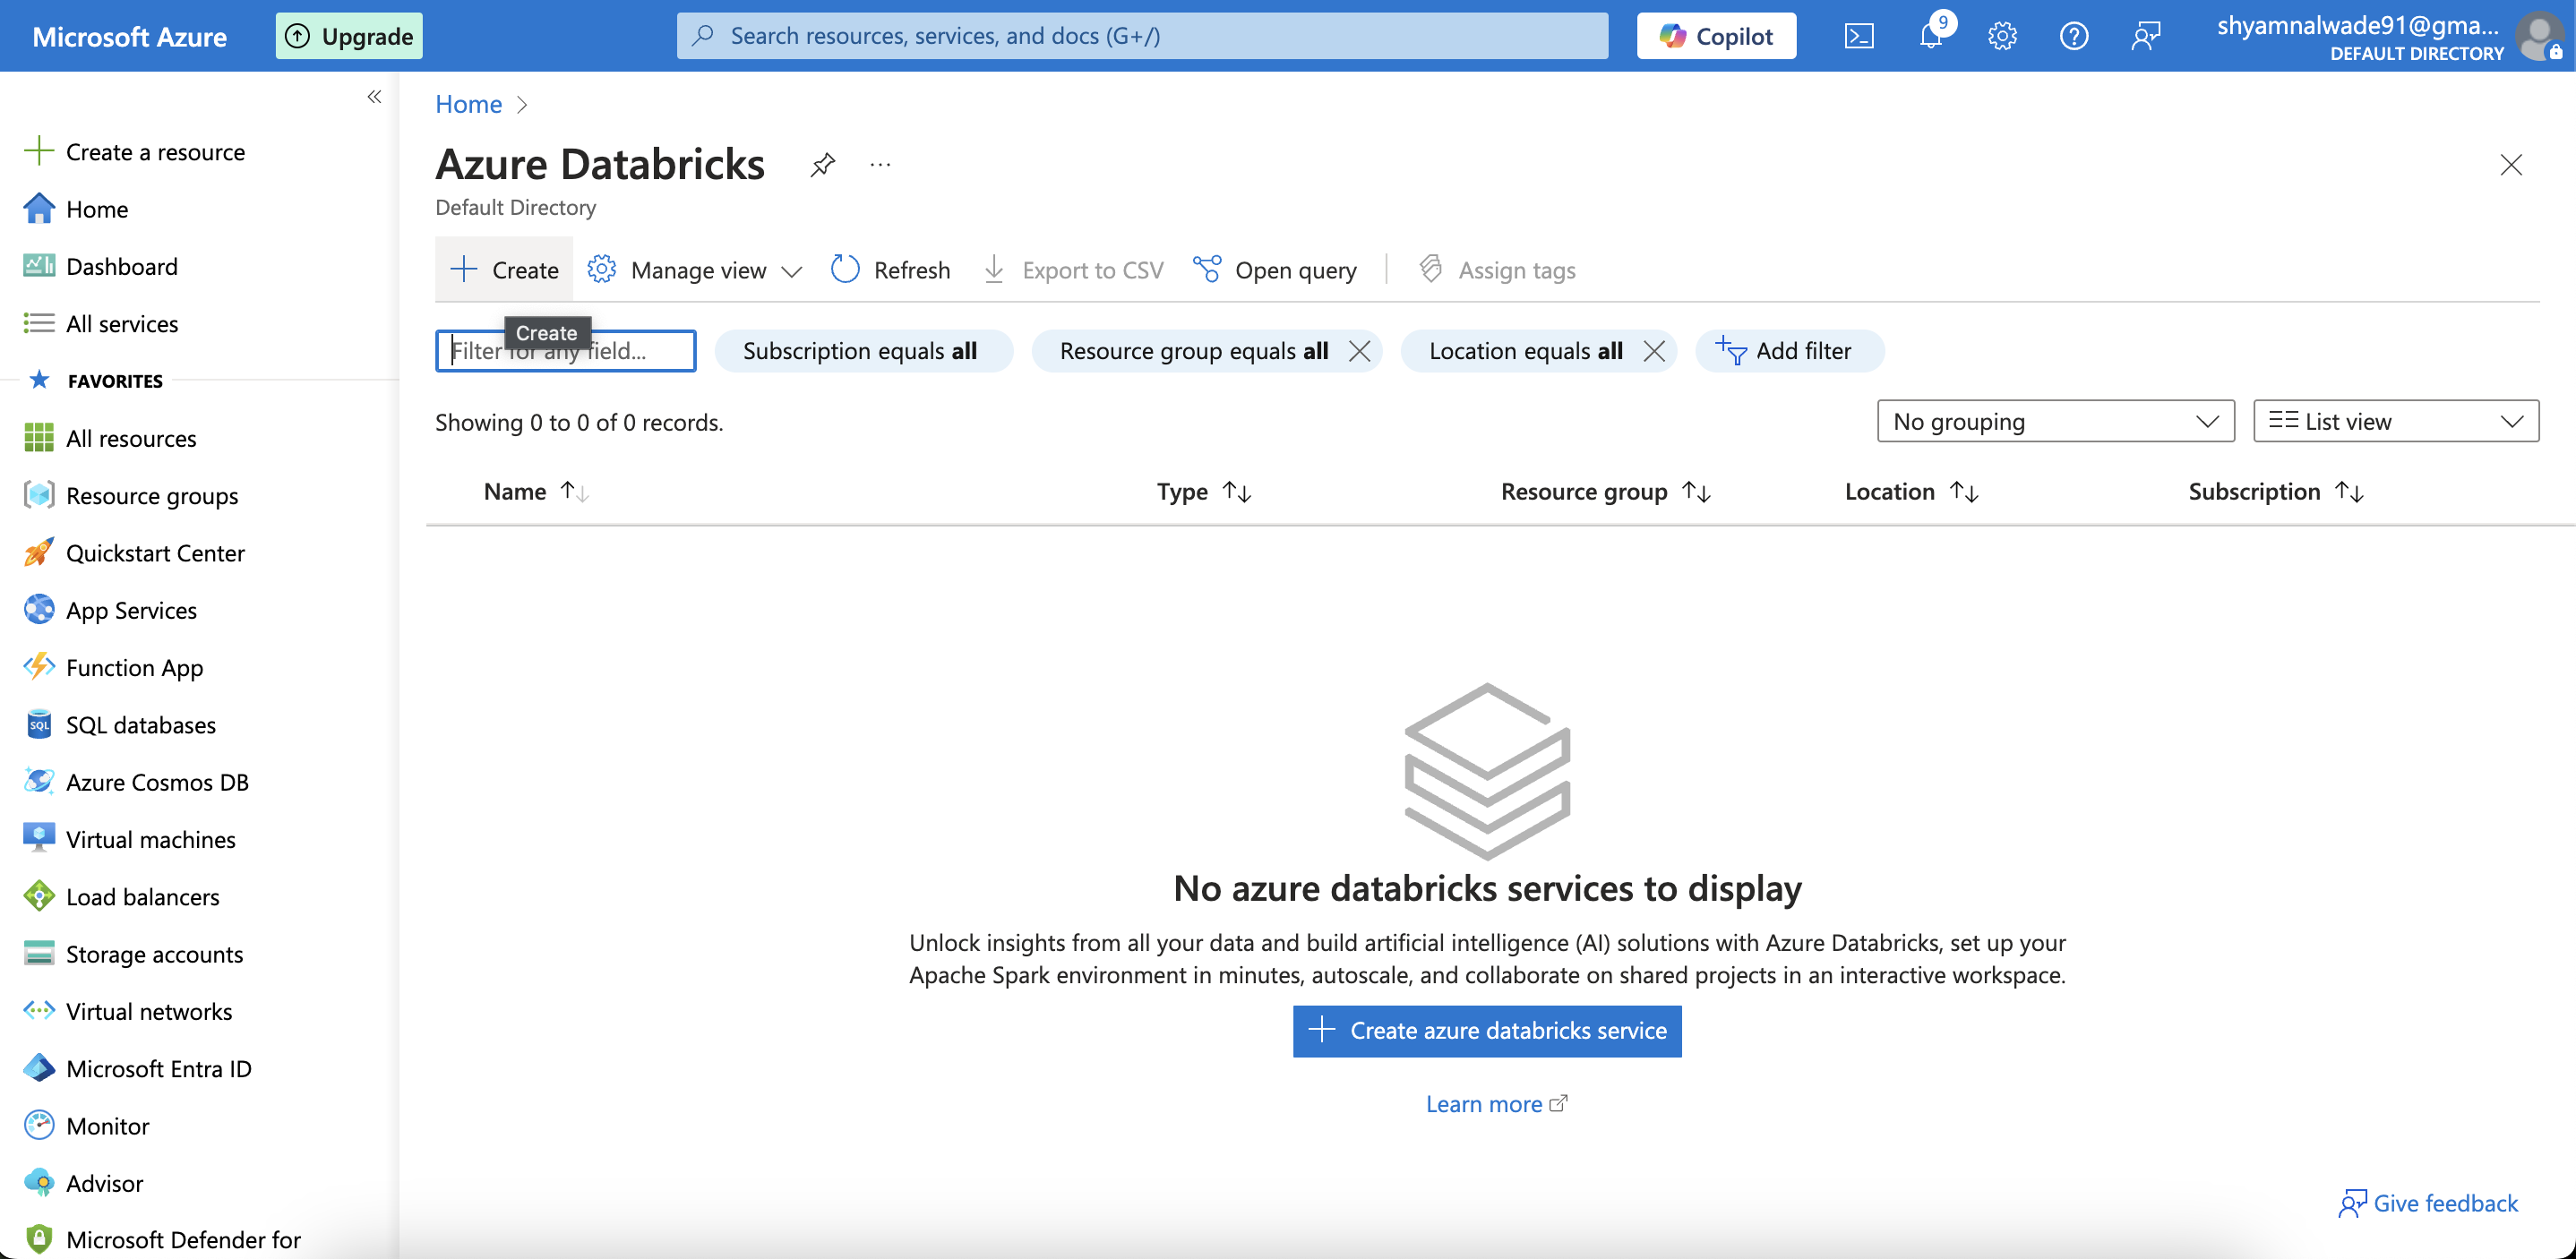 Microsoft Azure
Upgrade
Search resources, services, and docs (G+/)
Copilot
9
shyamnalwade91@gma...
DEFAULT DIRECTORY
Create a resource
Home
Dashboard
All services
FAVORITES
All resources
Resource groups
Quickstart Center
App Services
Function App
SQL databases
Azure Cosmos DB
Virtual machines
Load balancers
Storage accounts
Virtual networks
Microsoft Entra ID
Monitor
Advisor
Microsoft Defender for
Home
Azure Databricks
Default Directory
Create
Manage view
Refresh
Export to CSV
Open query
Assign tags
Create
Filter for any field...
Subscription equals all
Resource group equals all
Location equals all
Add filter
Showing 0 to 0 of 0 records.
No grouping
List view
Name
Type
Resource group
Location
Subscription
No azure databricks services to display
Unlock insights from all your data and build artificial intelligence (AI) solutions with Azure Databricks, set up your
Apache Spark environment in minutes, autoscale, and collaborate on shared projects in an interactive workspace.
Create azure databricks service
Learn more
Give feedback